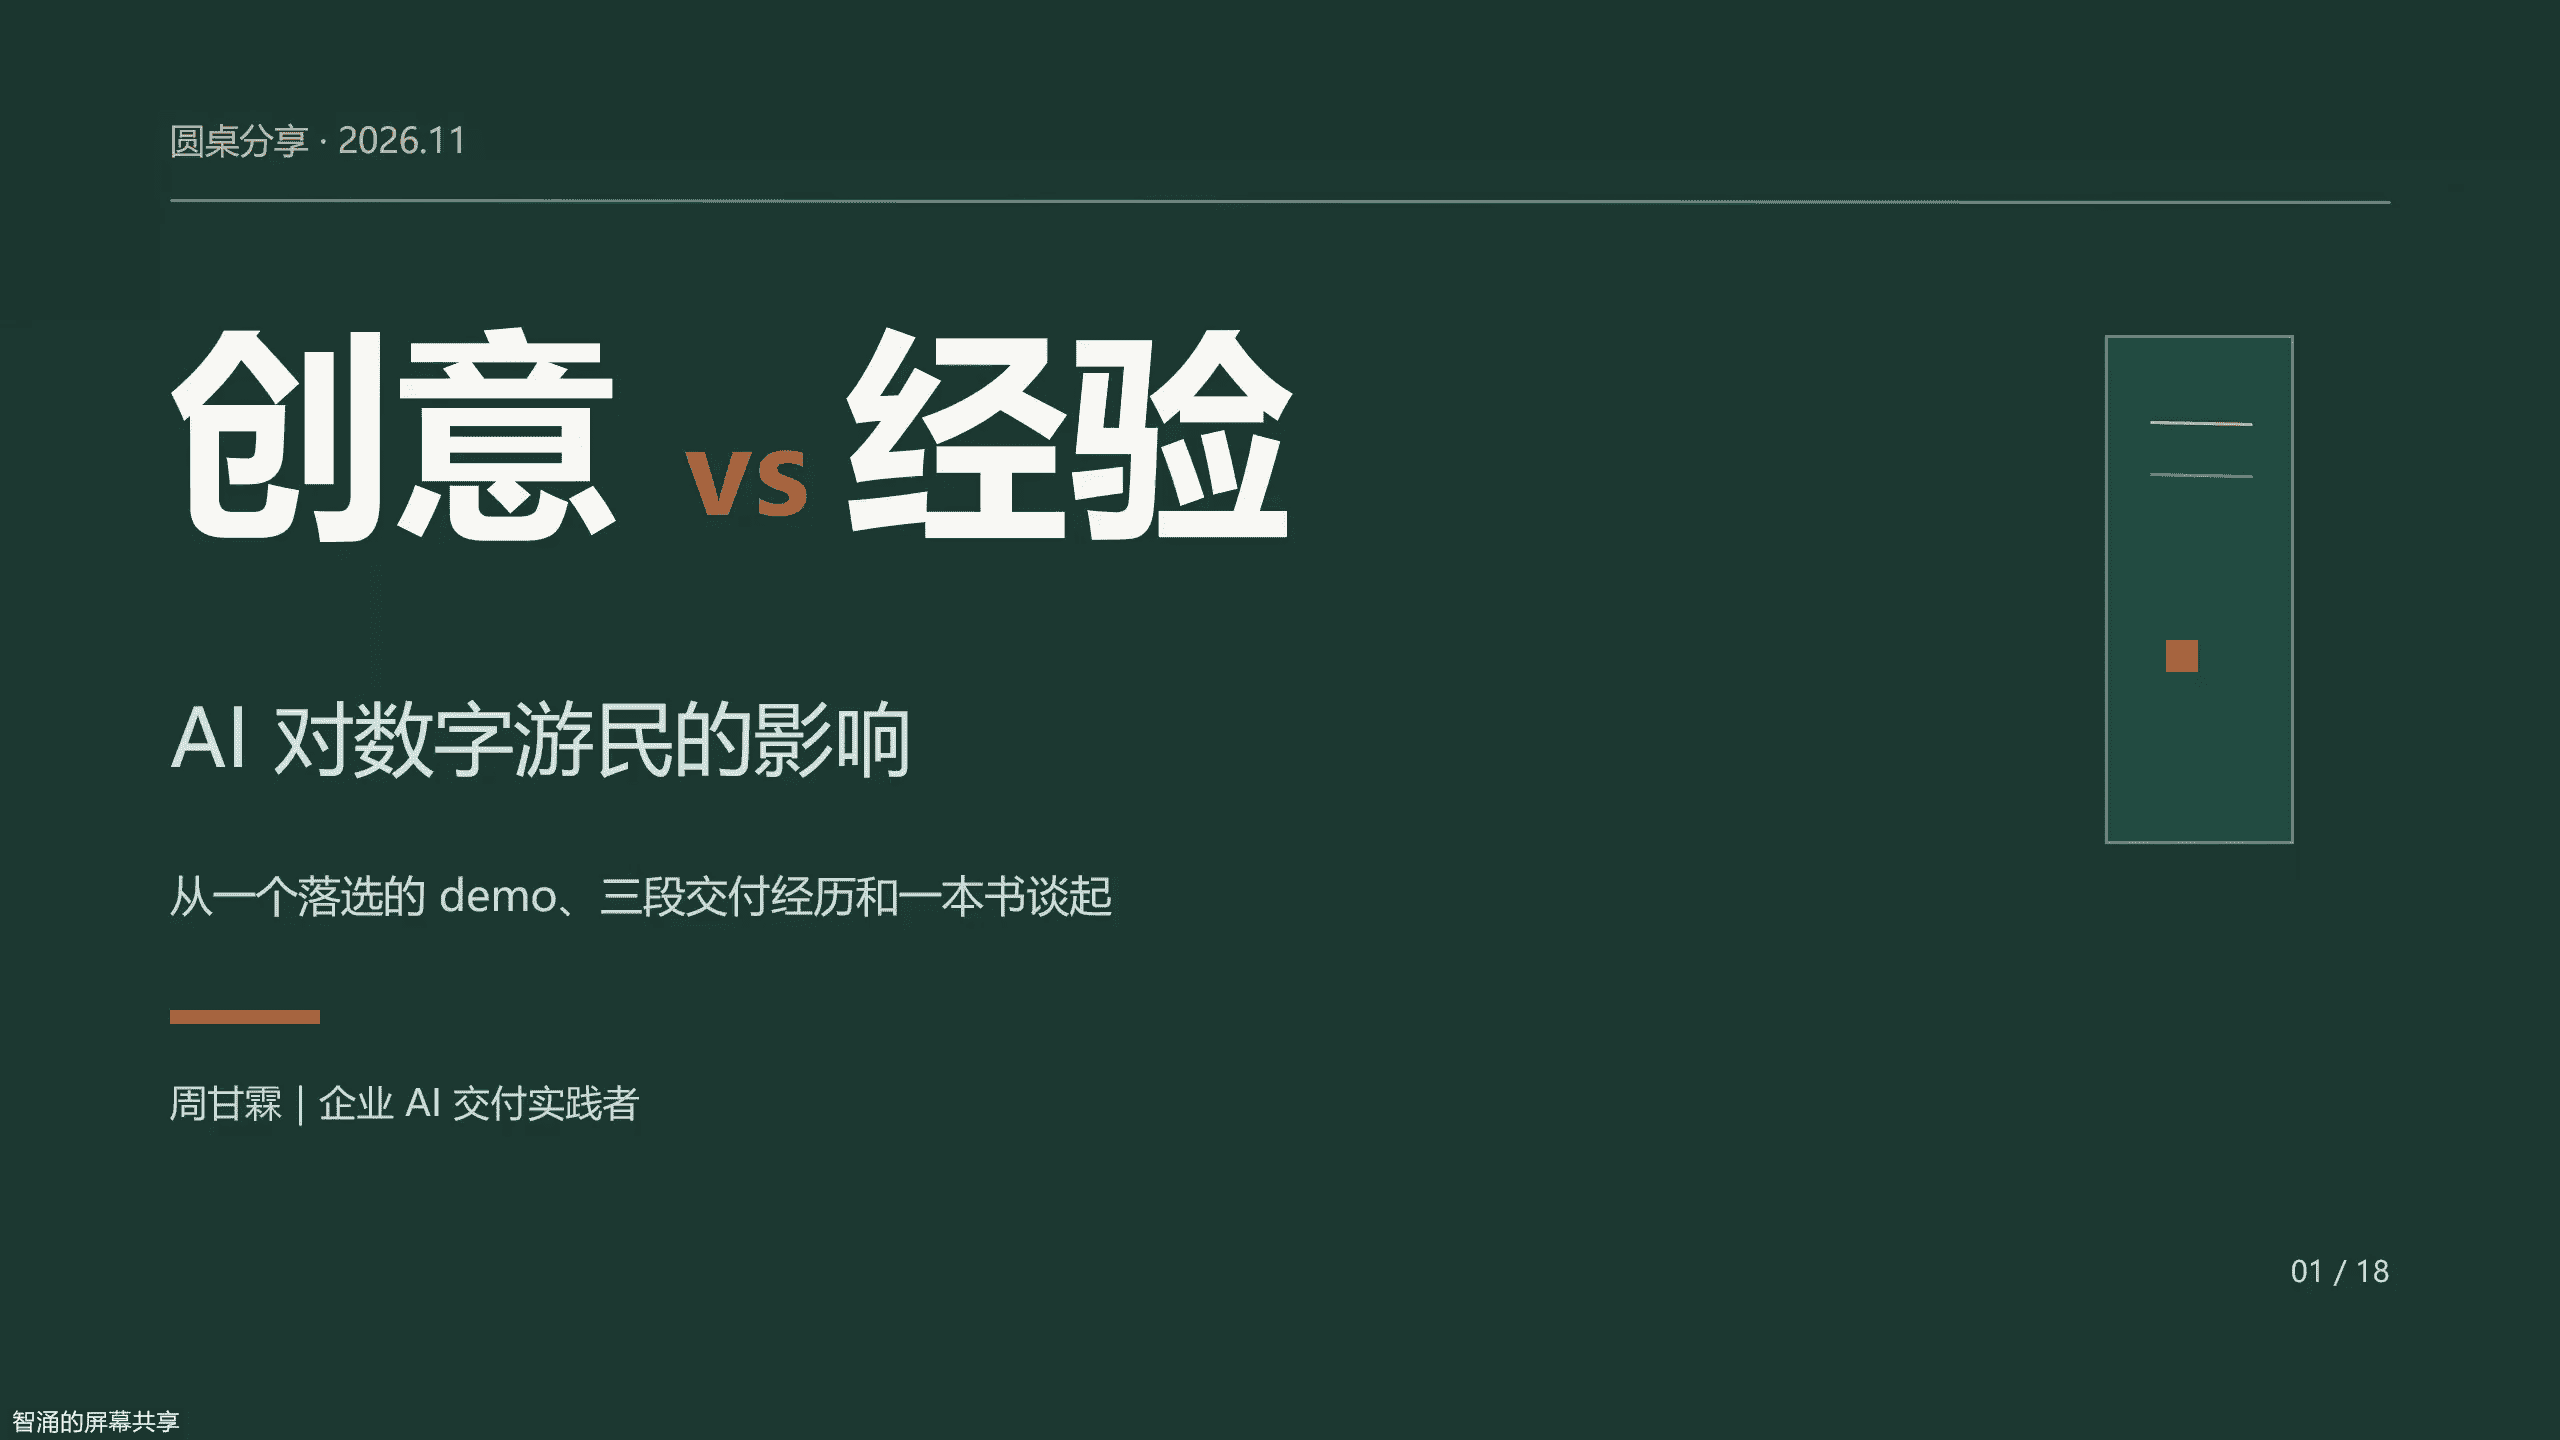 圆桌分享 · 2026.11
创意 vs 经验
AI 对数字游民的影响
从一个落选的 demo、三段交付经历和一本书谈起
周甘霖 | 企业 AI 交付实践者
01 / 18
智涌的屏幕共享